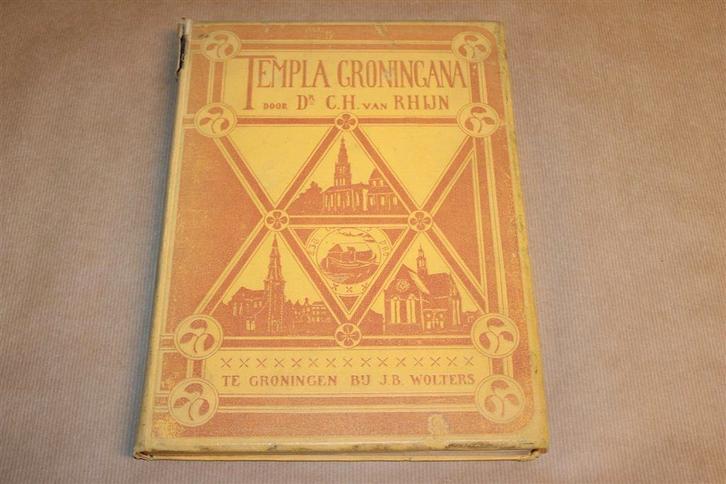 TEMPLA GRONINGANA
DOOR DR. C.H. VAN RHIJN
× × × × × × × × × × × × × × ×
TE GRONINGEN BIJ J.B. WOLTERS